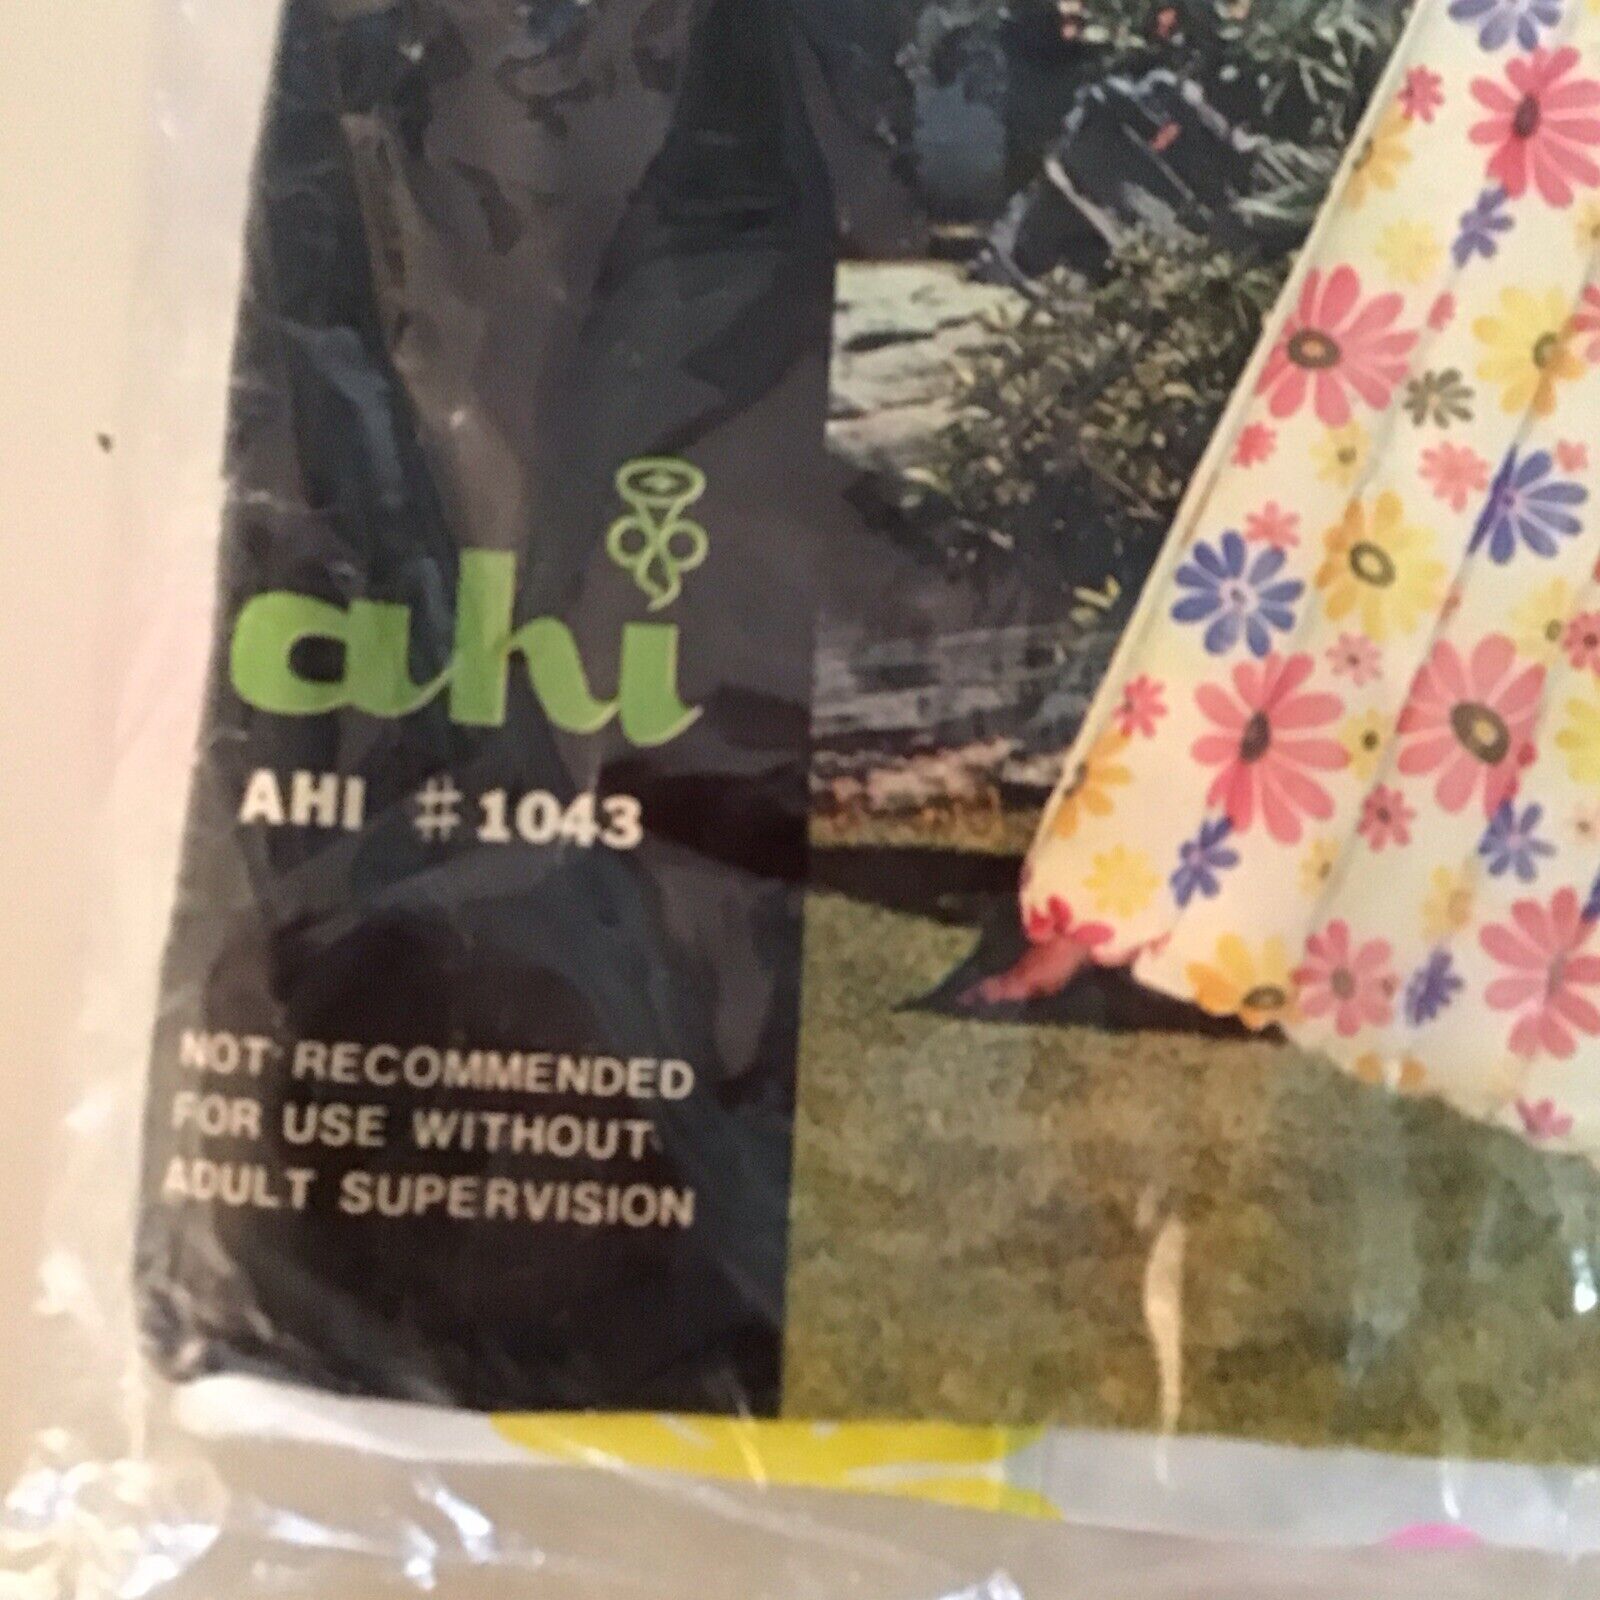 ahi
AHI #1043
NOT RECOMMENDED
FOR USE WITHOUT
ADULT SUPERVISION